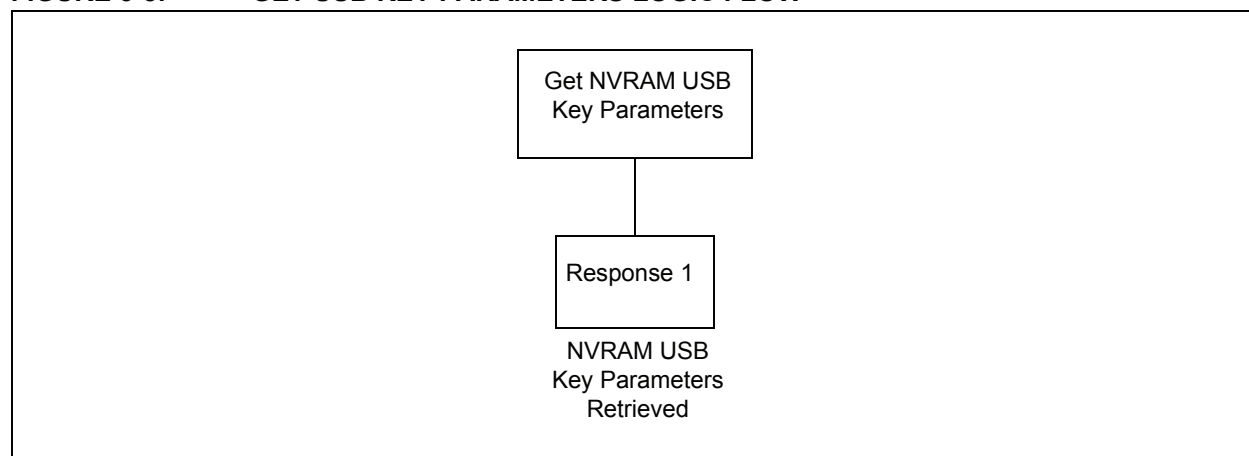 Get NVRAM USB
Key Parameters
Response 1
NVRAM USB
Key Parameters
Retrieved